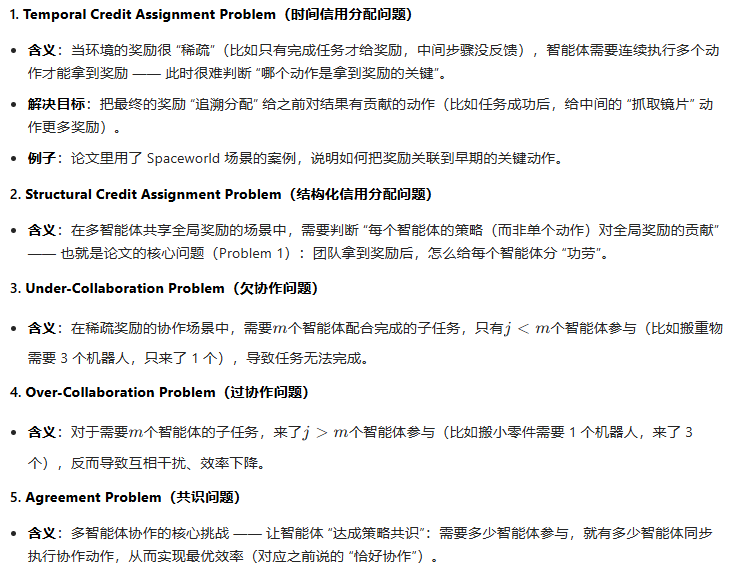 1. Temporal Credit Assignment Problem（时间信用分配问题）
• 含义：当环境的奖励很 “稀疏”（比如只有完成任务才给奖励，中间步骤没反馈），智能体需要连续执行多个动
作才能拿到奖励 —— 此时很难判断 “哪个动作是拿到奖励的关键”。
• 解决目标：把最终的奖励 “追溯分配” 给之前对结果有贡献的动作（比如任务成功后，给中间的 “抓取镜片” 动
作更多奖励）。
• 例子：论文里用了 Spaceworld 场景的案例，说明如何把奖励关联到早期的关键动作。
2. Structural Credit Assignment Problem（结构化信用分配问题）
• 含义：在多智能体共享全局奖励的场景中，需要判断 “每个智能体的策略（而非单个动作）对全局奖励的贡献”
—— 也就是论文的核心问题（Problem 1）：团队拿到奖励后，怎么给每个智能体分 “功劳”。
3. Under-Collaboration Problem（欠协作问题）
• 含义：在稀疏奖励的协作场景中，需要m个智能体配合完成的子任务，只有j < m个智能体参与（比如搬重物
需要 3 个机器人，只来了 1 个），导致任务无法完成。
4. Over-Collaboration Problem（过协作问题）
• 含义：对于需要m个智能体的子任务，来了j > m个智能体参与（比如搬小零件需要 1 个机器人，来了 3
个），反而导致互相干扰、效率下降。
5. Agreement Problem（共识问题）
• 含义：多智能体协作的核心挑战 —— 让智能体 “达成策略共识”：需要多少智能体参与，就有多少智能体同步
执行协作动作，从而实现最优效率（对应之前说的 “恰好协作”）。